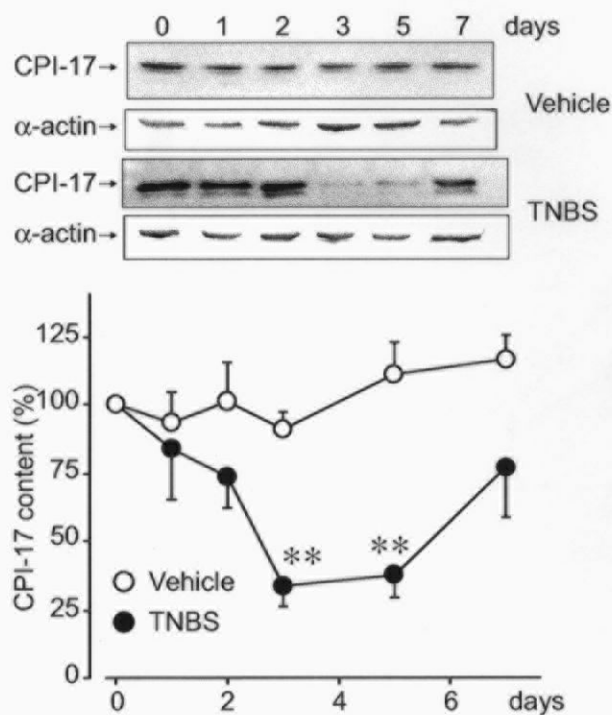 0 1 2 3 5 7 days
CPI-17→
Vehicle
α-actin→
CPI-17→
TNBS
α-actin→
125
100
75
50
25
0
CPI-17 content (%)
** **
Vehicle
TNBS
0 2 4 6 days